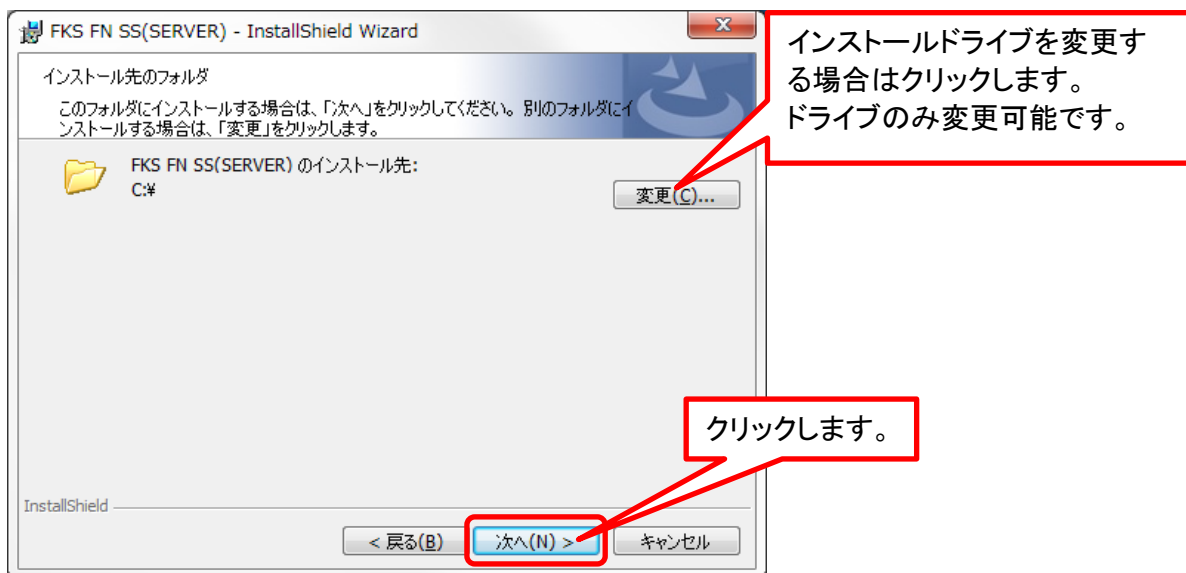 FKS FN SS(SERVER) - InstallShield Wizard
インストールドライブを変更す
る場合はクリックします。
ドライブのみ変更可能です。
インストール先のフォルダ
このフォルダにインストールする場合は、「次へ」をクリックしてください。別のフォルダにイ
ンストールする場合は、「変更」をクリックします。
FKS FN SS(SERVER) のインストール先:
C:¥
変更(C)...
クリックします。
InstallShield
< 戻る(B)
次へ(N) >
キャンセル